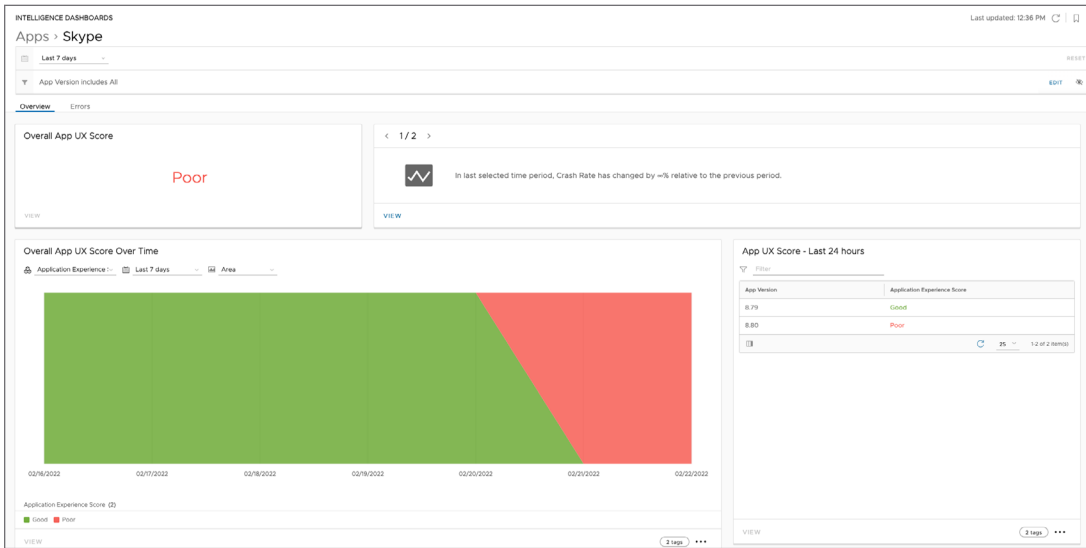 INTELLIGENCE DASHBOARDS
Last updated: 12:36 PM
Apps > Skype
Last 7 days
RESET
App Version includes All
EDIT
Overview Errors
Overall App UX Score
Poor
VIEW
< 1 / 2 >
In last selected time period, Crash Rate has changed by ∞% relative to the previous period.
VIEW
Overall App UX Score Over Time
Application Experience Last 7 days Area
02/16/2022 02/17/2022 02/18/2022 02/19/2022 02/20/2022 02/21/2022 02/22/2022
Application Experience Score (2)
Good Poor
VIEW
2 tags
App UX Score - Last 24 hours
Filter
App Version Application Experience Score
8.79 Good
8.80 Poor
25 1-2 of 2 item(s)
VIEW
2 tags